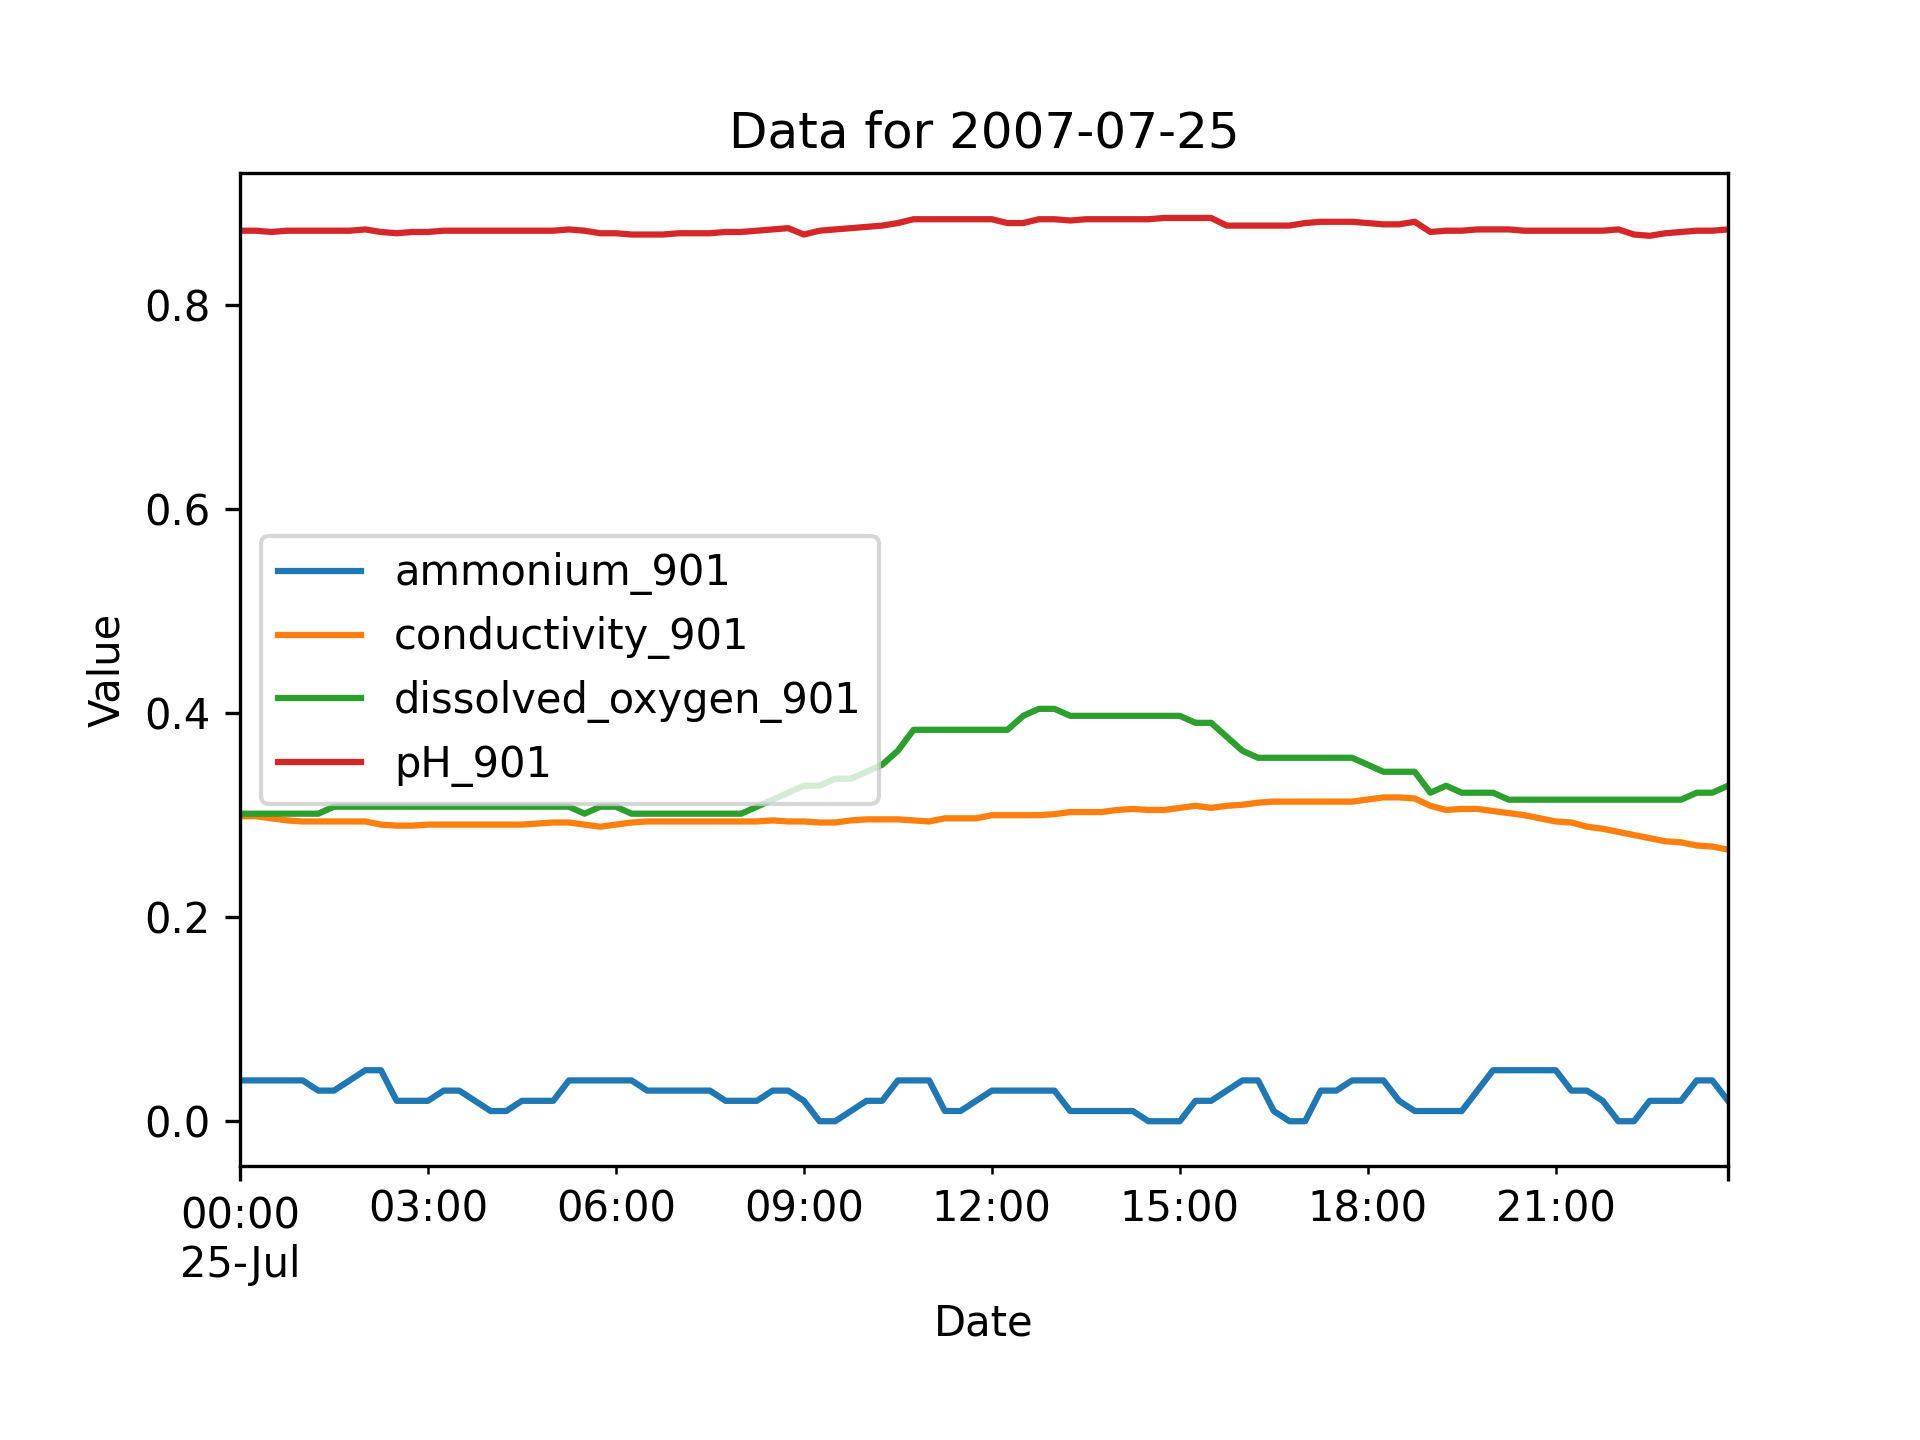 Data for 2007-07-25
Value
0.8
0.6
0.4
0.2
0.0
ammonium_901
conductivity_901
dissolved_oxygen_901
pH_901
00:00 03:00 06:00 09:00 12:00 15:00 18:00 21:00
25-Jul
Date